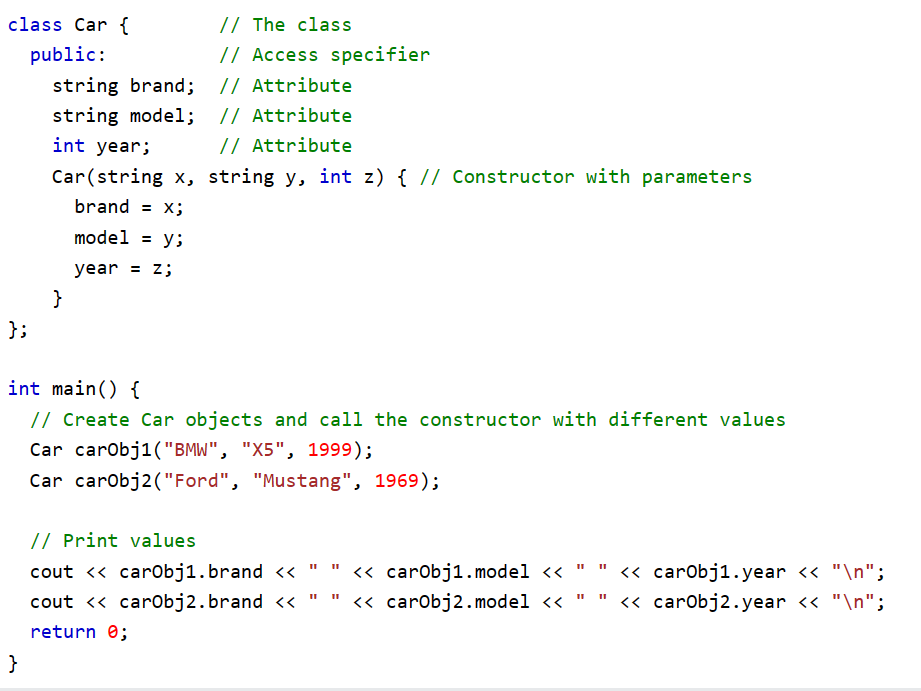 class Car {        // The class
  public:          // Access specifier
    string brand;  // Attribute
    string model;  // Attribute
    int year;      // Attribute
    Car(string x, string y, int z) { // Constructor with parameters
      brand = x;
      model = y;
      year = z;
    }
};

int main() {
  // Create Car objects and call the constructor with different values
  Car carObj1("BMW", "X5", 1999);
  Car carObj2("Ford", "Mustang", 1969);

  // Print values
  cout << carObj1.brand << " " << carObj1.model << " " << carObj1.year << "\n";
  cout << carObj2.brand << " " << carObj2.model << " " << carObj2.year << "\n";
  return 0;
}